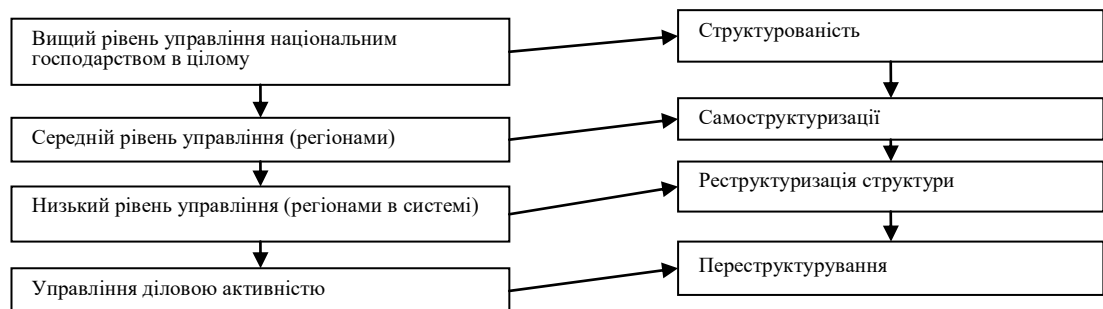 Вищий рівень управління національним
господарством в цілому
Структурованість
Середній рівень управління (регіонами)
Самоструктуризації
Низький рівень управління (регіонами в системі)
Реструктуризація структури
Управління діловою активністю
Переструктурування